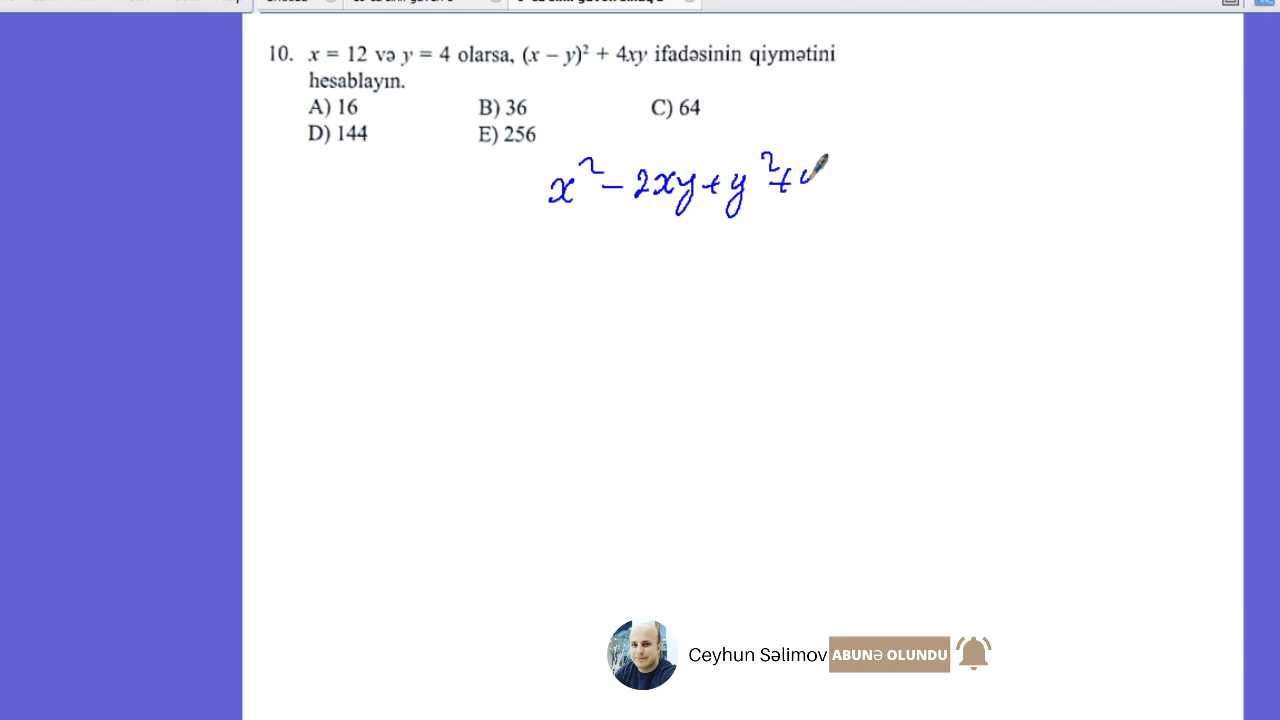 10. x = 12 və y = 4 olarsa, (x – y)² + 4xy ifadəsinin qiymətini
hesablayın.
A) 16 B) 36 C) 64
D) 144 E) 256
x² – 2xy + y² +
Ceyhun Səlimov ABUNƏ OLUNDU